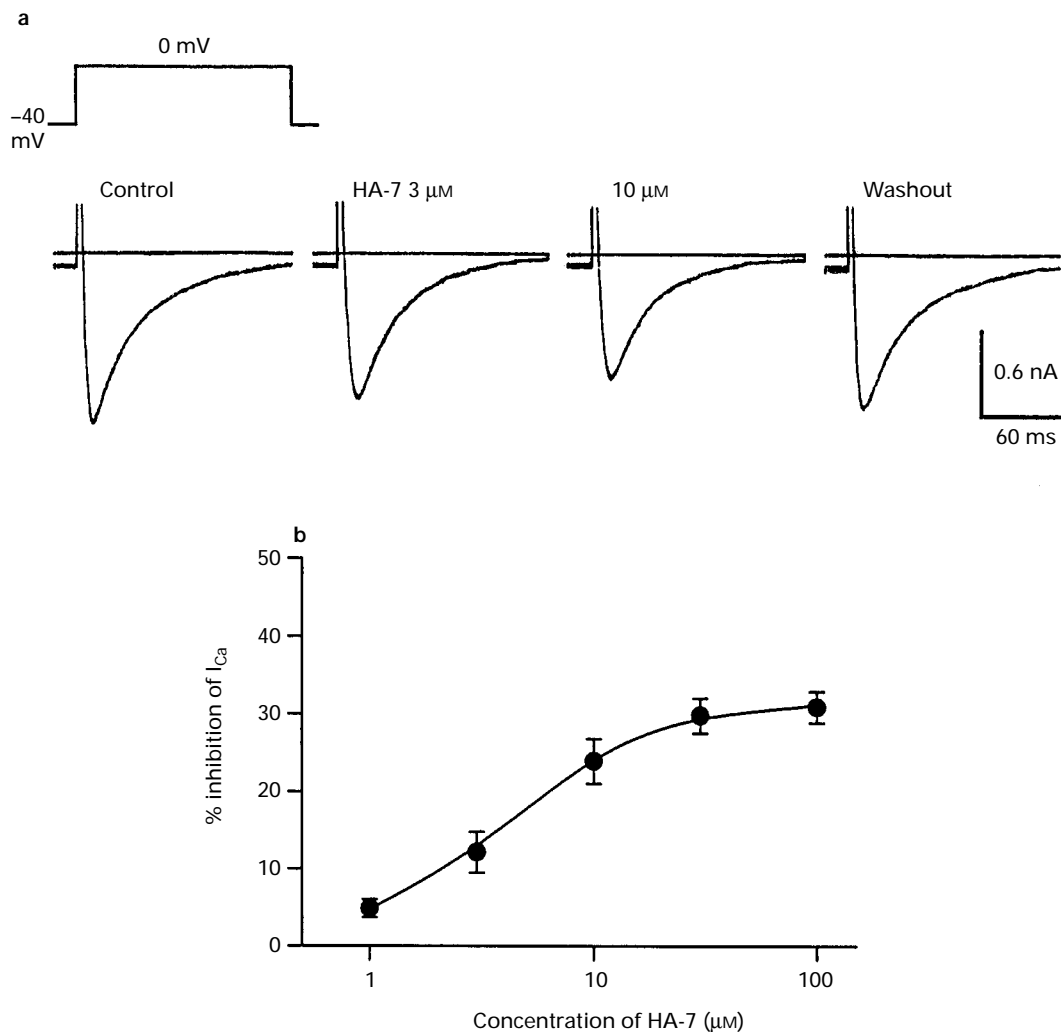 a
0 mV
–40
mV
Control
HA-7 3 μM
10 μM
Washout
0.6 nA
60 ms
b
50
40
30
20
10
0
% inhibition of ICa
1
10
100
Concentration of HA-7 (μM)